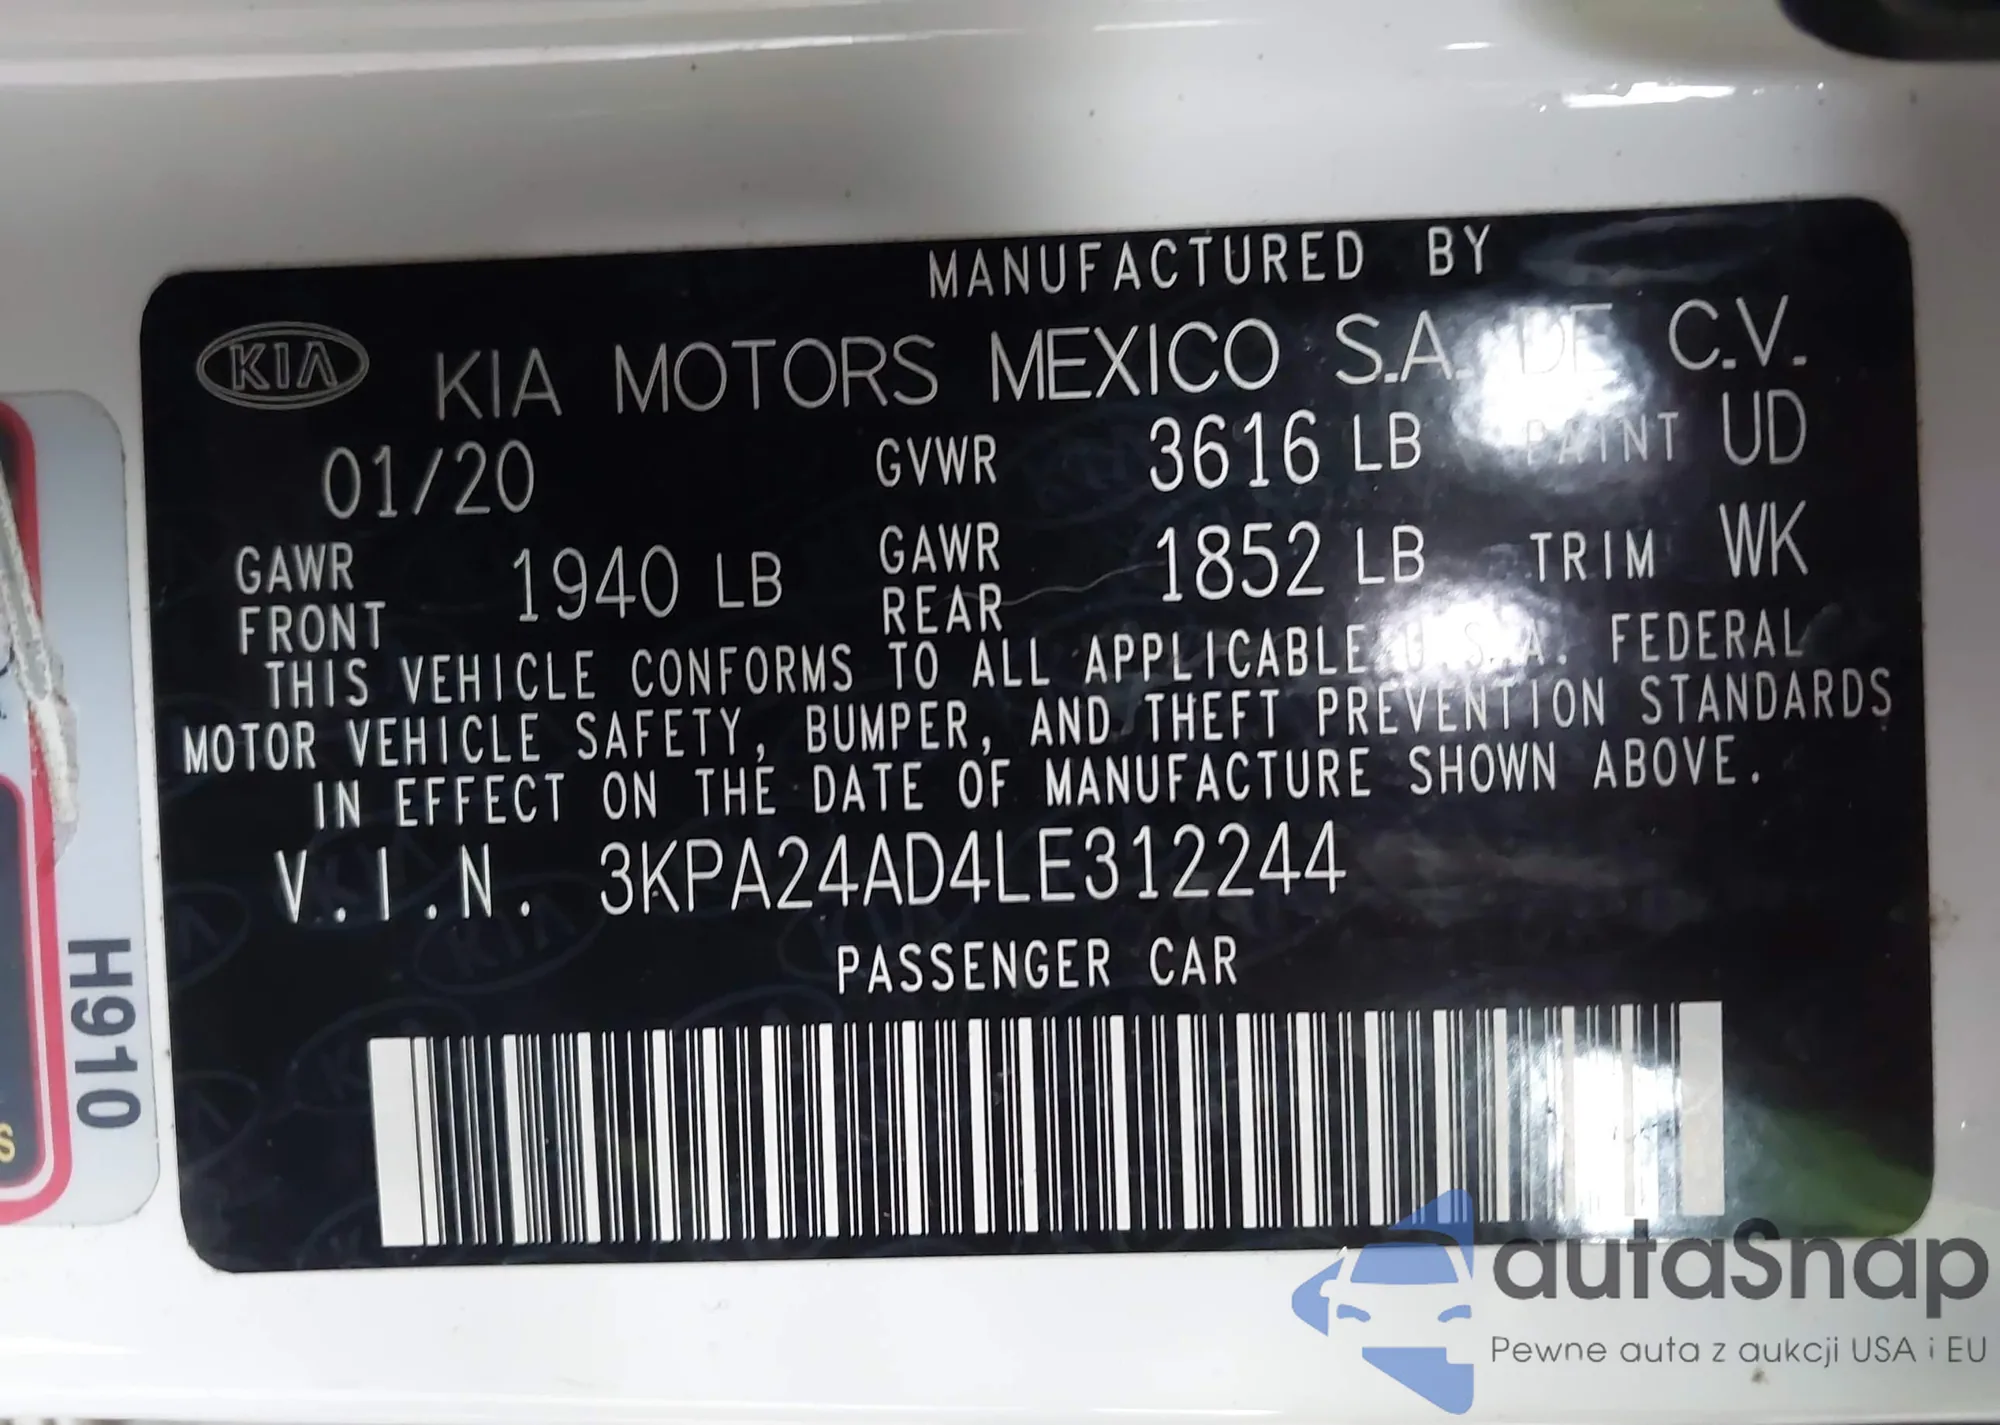 MANUFACTURED BY
KIA KIA MOTORS MEXICO S.A. DE C.V.
01/20 GVWR 3616 LB PAINT UD
GAWR FRONT 1940 LB GAWR REAR 1852 LB TRIM WK
THIS VEHICLE CONFORMS TO ALL APPLICABLE U.S.A. FEDERAL
MOTOR VEHICLE SAFETY, BUMPER, AND THEFT PREVENTION STANDARDS
IN EFFECT ON THE DATE OF MANUFACTURE SHOWN ABOVE.
V.I.N. 3KPA24AD4LE312244
PASSENGER CAR
H910
S
autaSnap
Pewne auta z aukcji USA i EU